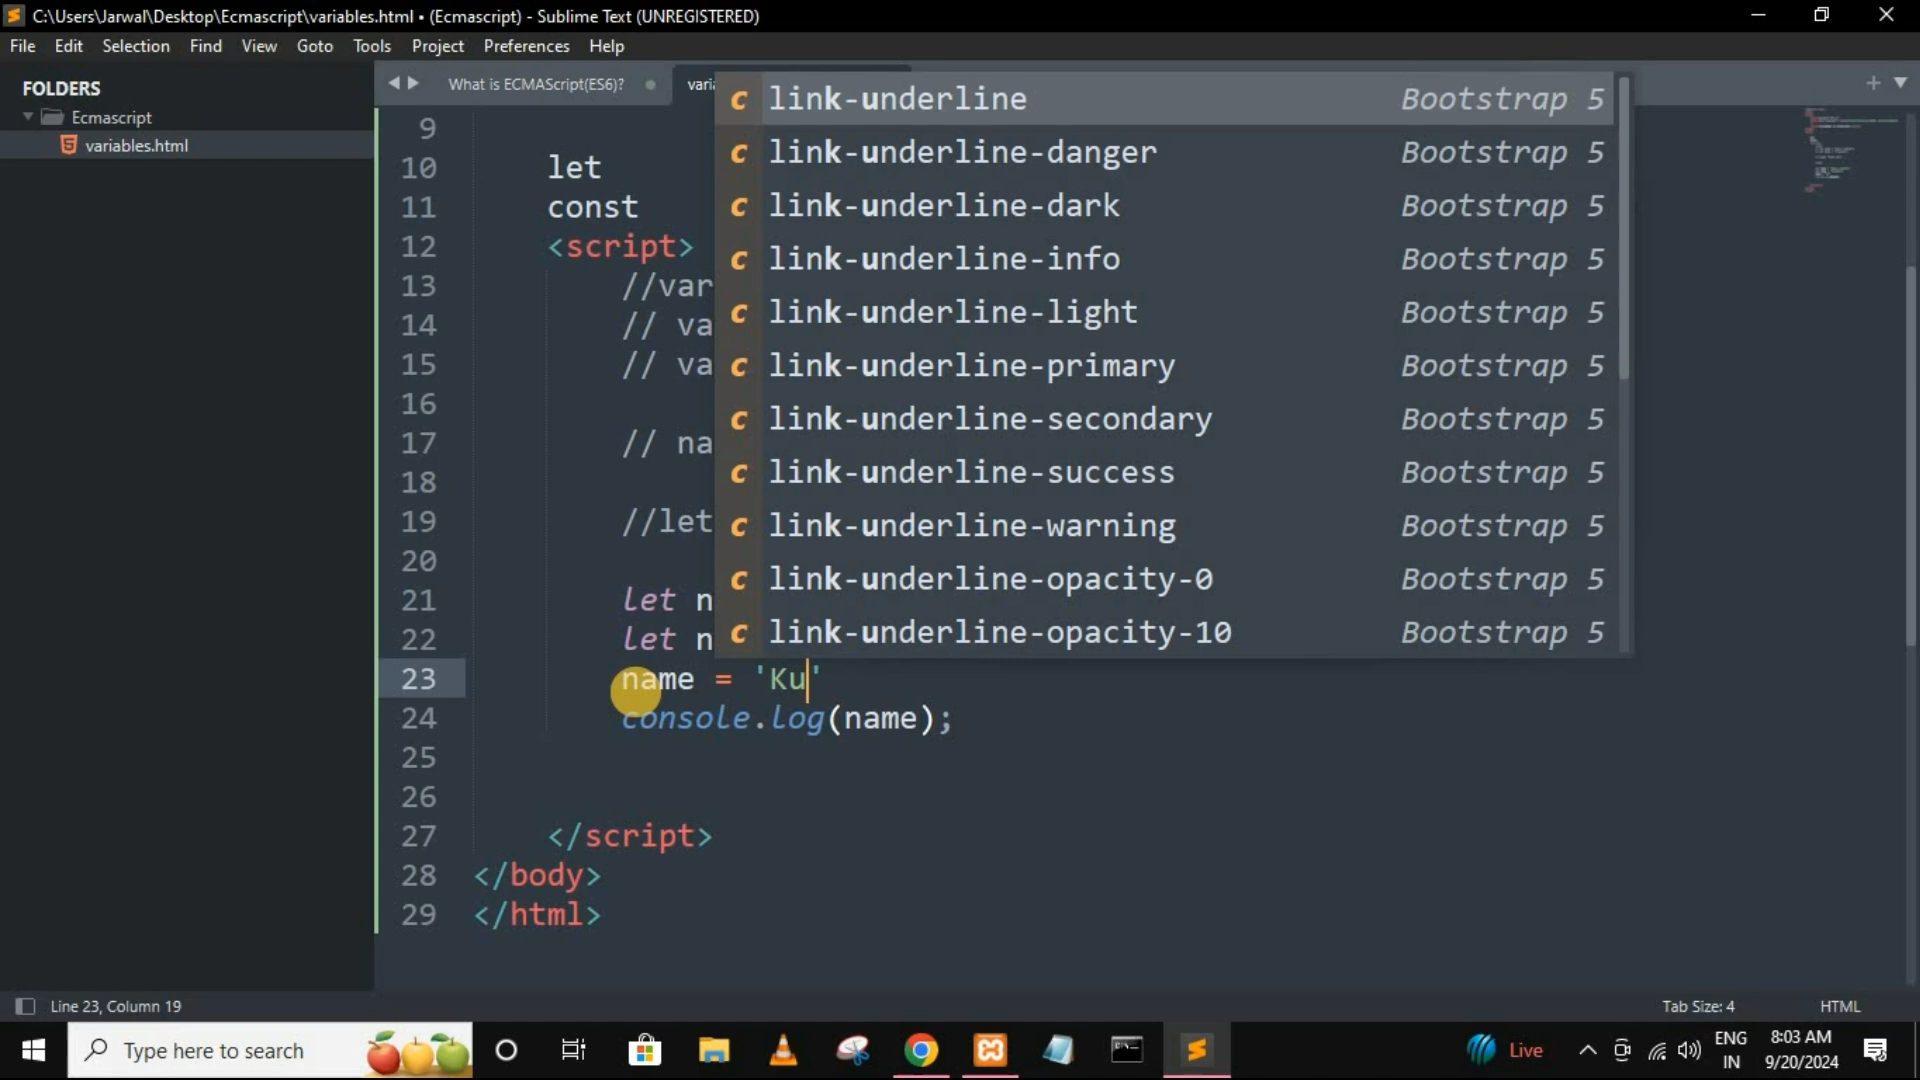 C:\Users\Jarwal\Desktop\Ecmascript\variables.html • (Ecmascript) - Sublime Text (UNREGISTERED)
File Edit Selection Find View Goto Tools Project Preferences Help
FOLDERS
Ecmascript
variables.html
What is ECMAScript(ES6)?
vari
link-underline Bootstrap 5
link-underline-danger Bootstrap 5
link-underline-dark Bootstrap 5
link-underline-info Bootstrap 5
link-underline-light Bootstrap 5
link-underline-primary Bootstrap 5
link-underline-secondary Bootstrap 5
link-underline-success Bootstrap 5
link-underline-warning Bootstrap 5
link-underline-opacity-0 Bootstrap 5
link-underline-opacity-10 Bootstrap 5
9
10 let
11 const
12 <script>
13 //var
14 // va
15 // va
16
17 // na
18
19 //let
20
21 let n
22 let n
23 name = 'Ku'
24 console.log(name);
25
26
27 </script>
28 </body>
29 </html>
Line 23, Column 19
Tab Size: 4
HTML
Type here to search
Live
ENG
IN
8:03 AM
9/20/2024